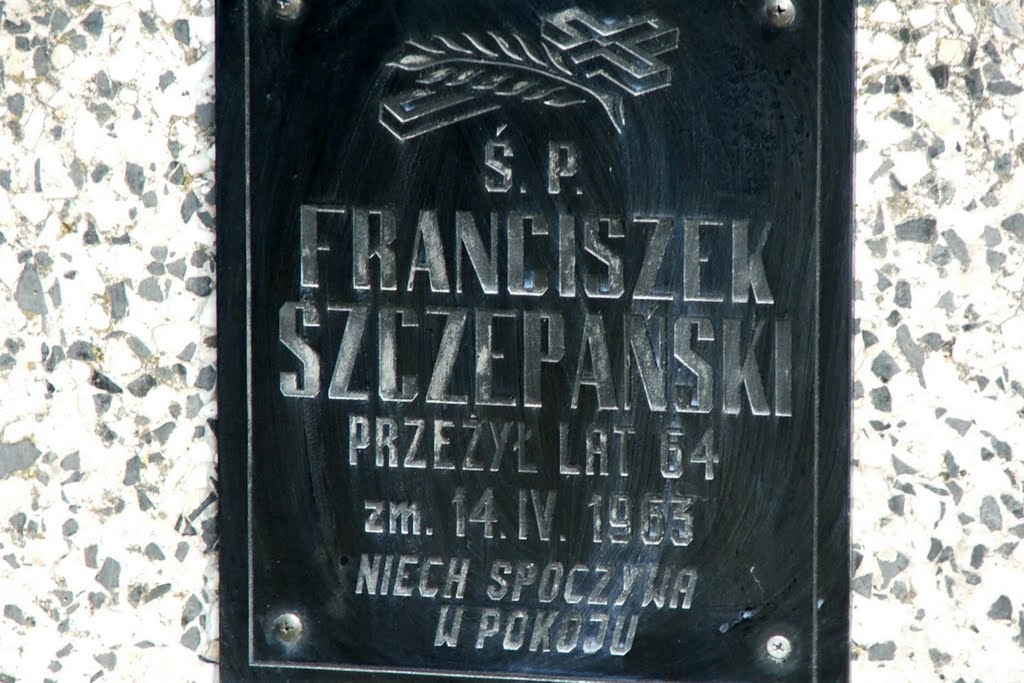 Ś. P.
FRANCISZEK
SZCZEPAŃSKI
PRZEŻYŁ LAT 64
zm. 14. IV. 1963
NIECH SPOCZYWA
W POKOJU